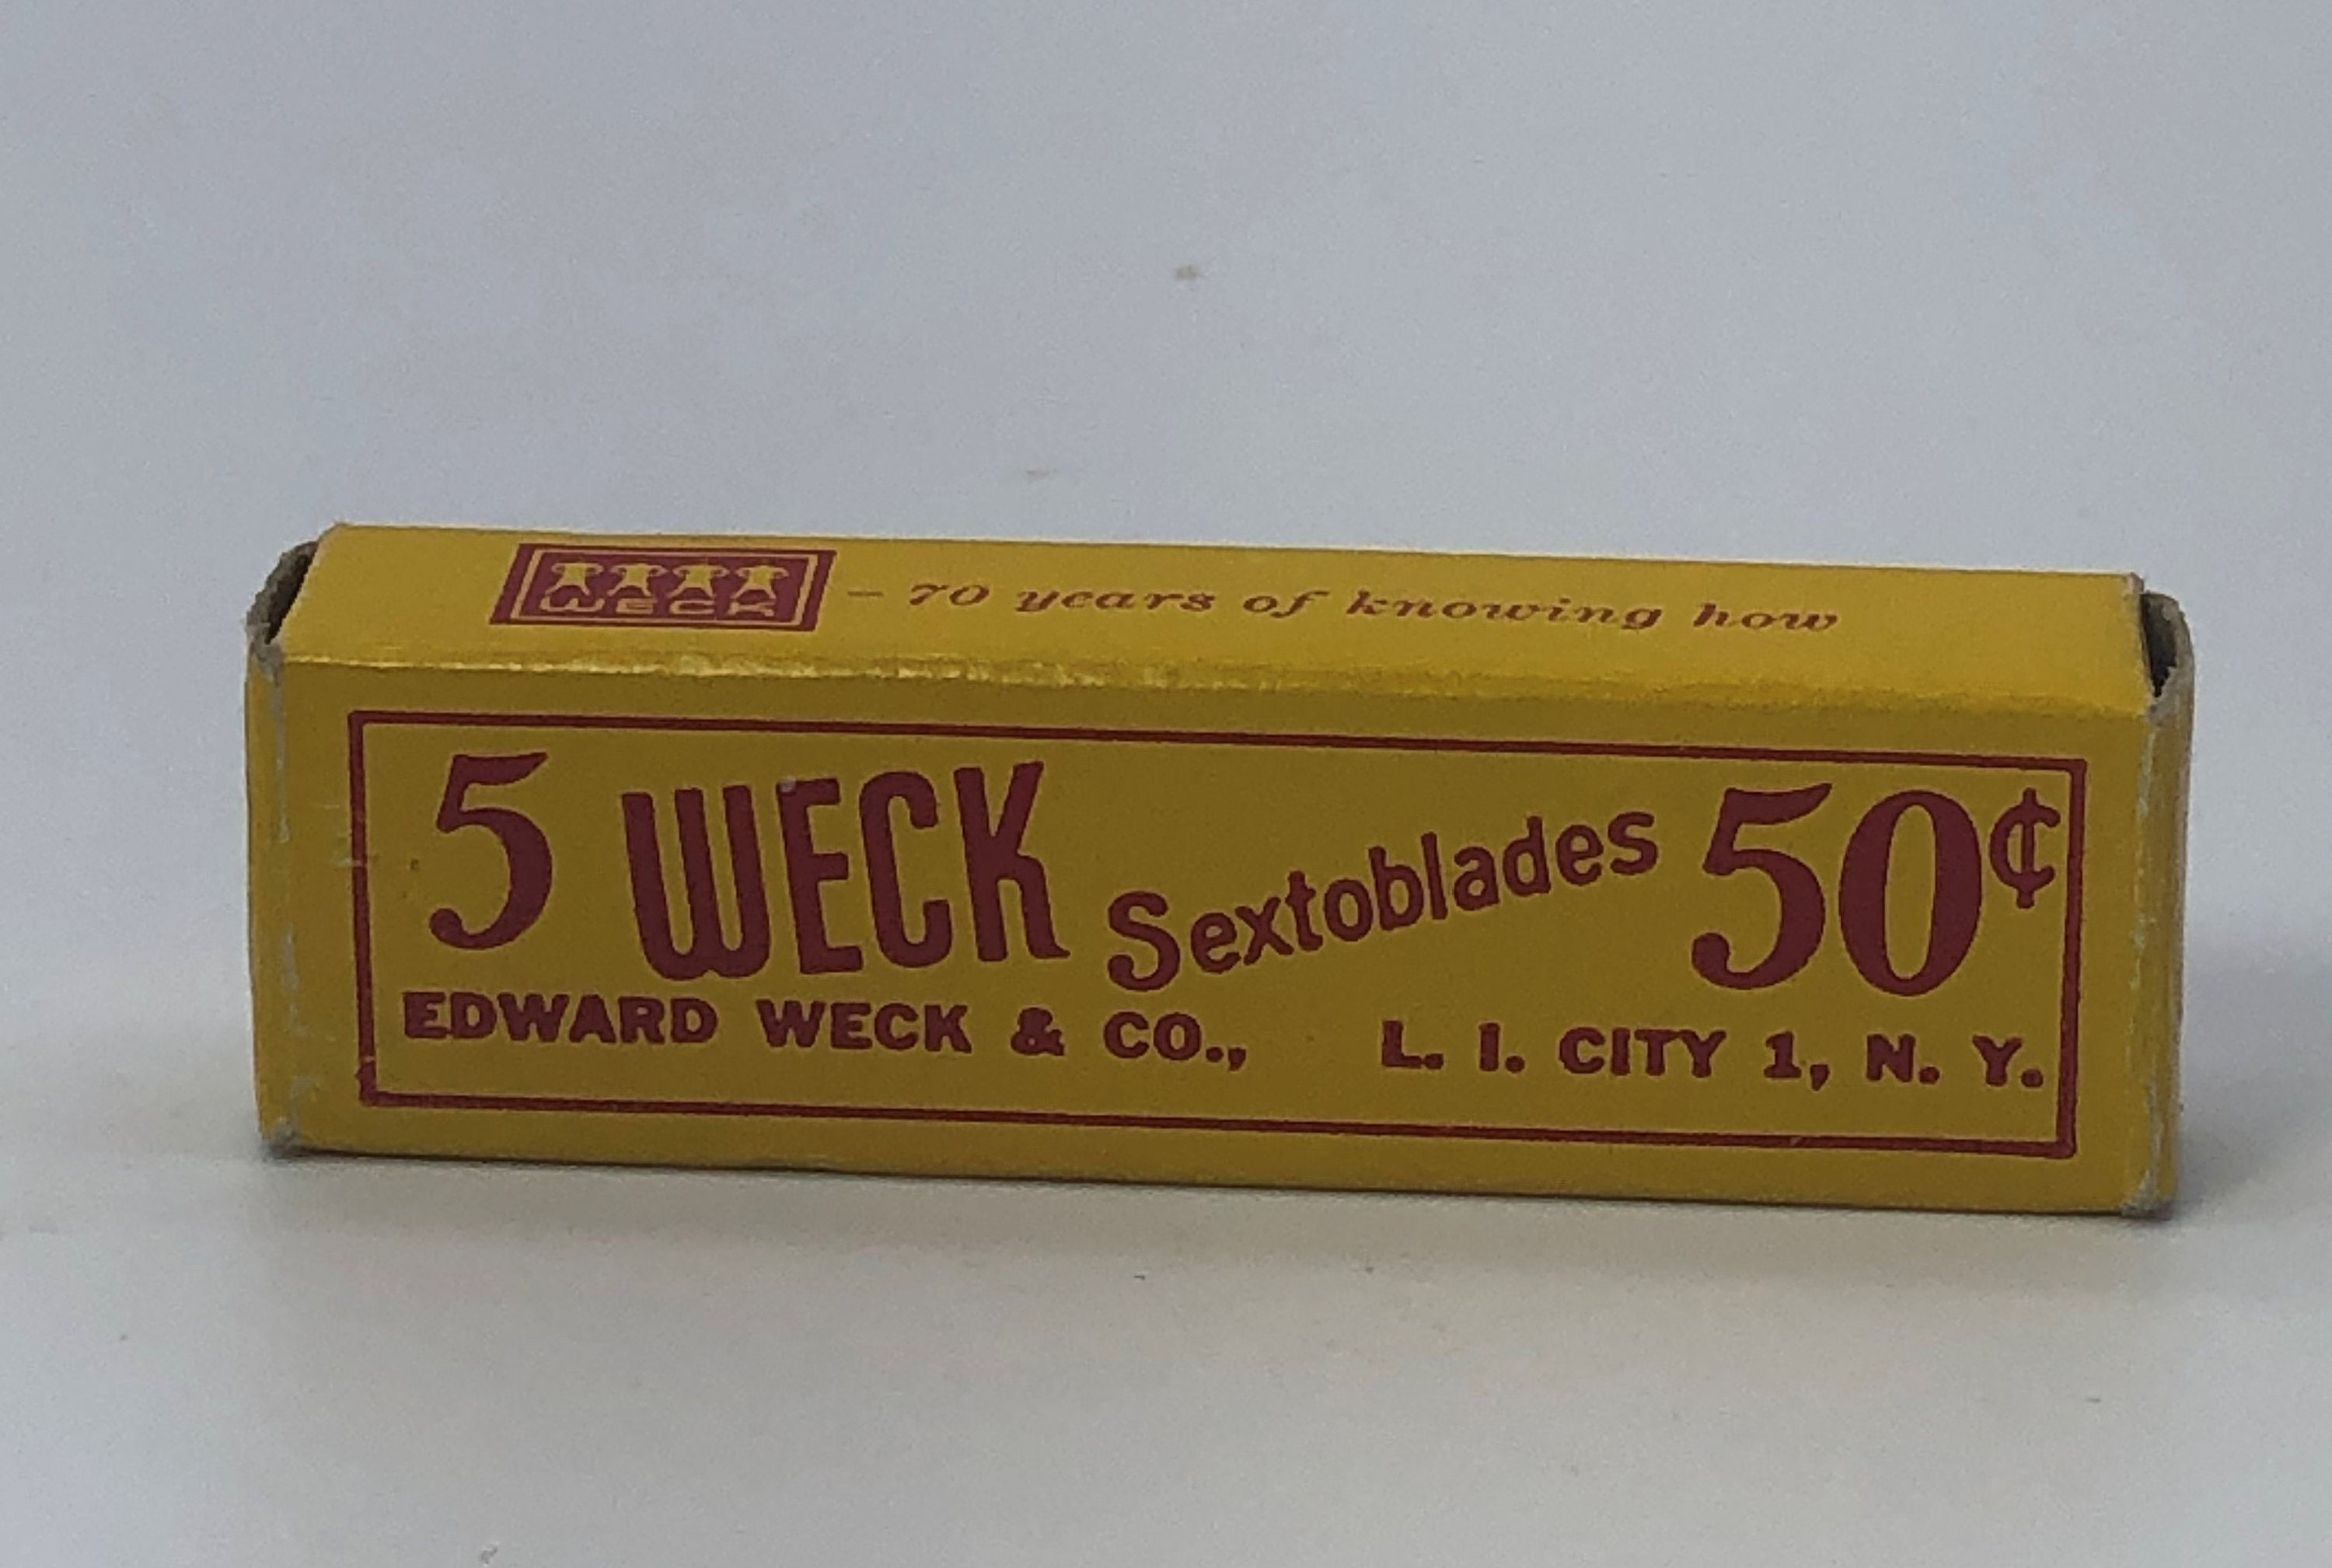 WECK – 70 years of knowing how
5 WECK Sextoblades 50¢
EDWARD WECK & CO., L. I. CITY 1, N. Y.